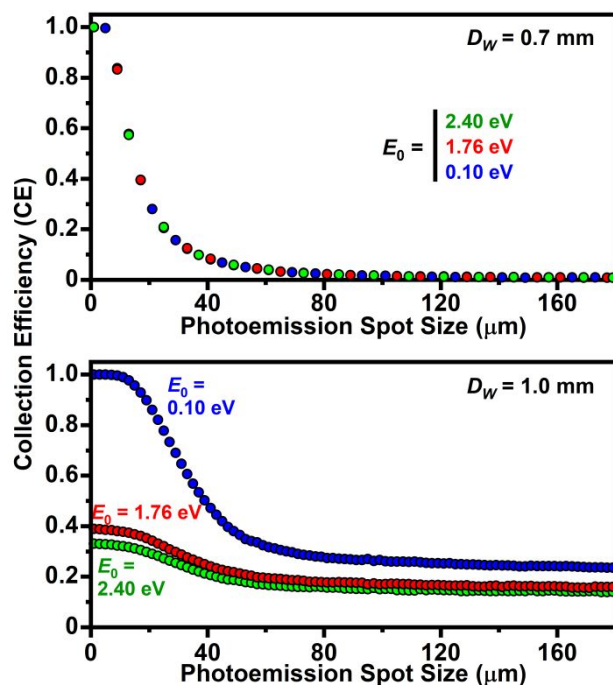 Collection Efficiency (CE)
1.0
0.8
0.6
0.4
0.2
0
D_W = 0.7 mm
E_0 =
2.40 eV
1.76 eV
0.10 eV
0 40 80 120 160
Photoemission Spot Size (μm)
1.0
0.8
0.6
0.4
0.2
0
D_W = 1.0 mm
E_0 =
0.10 eV
E_0 = 1.76 eV
E_0 =
2.40 eV
0 40 80 120 160
Photoemission Spot Size (μm)